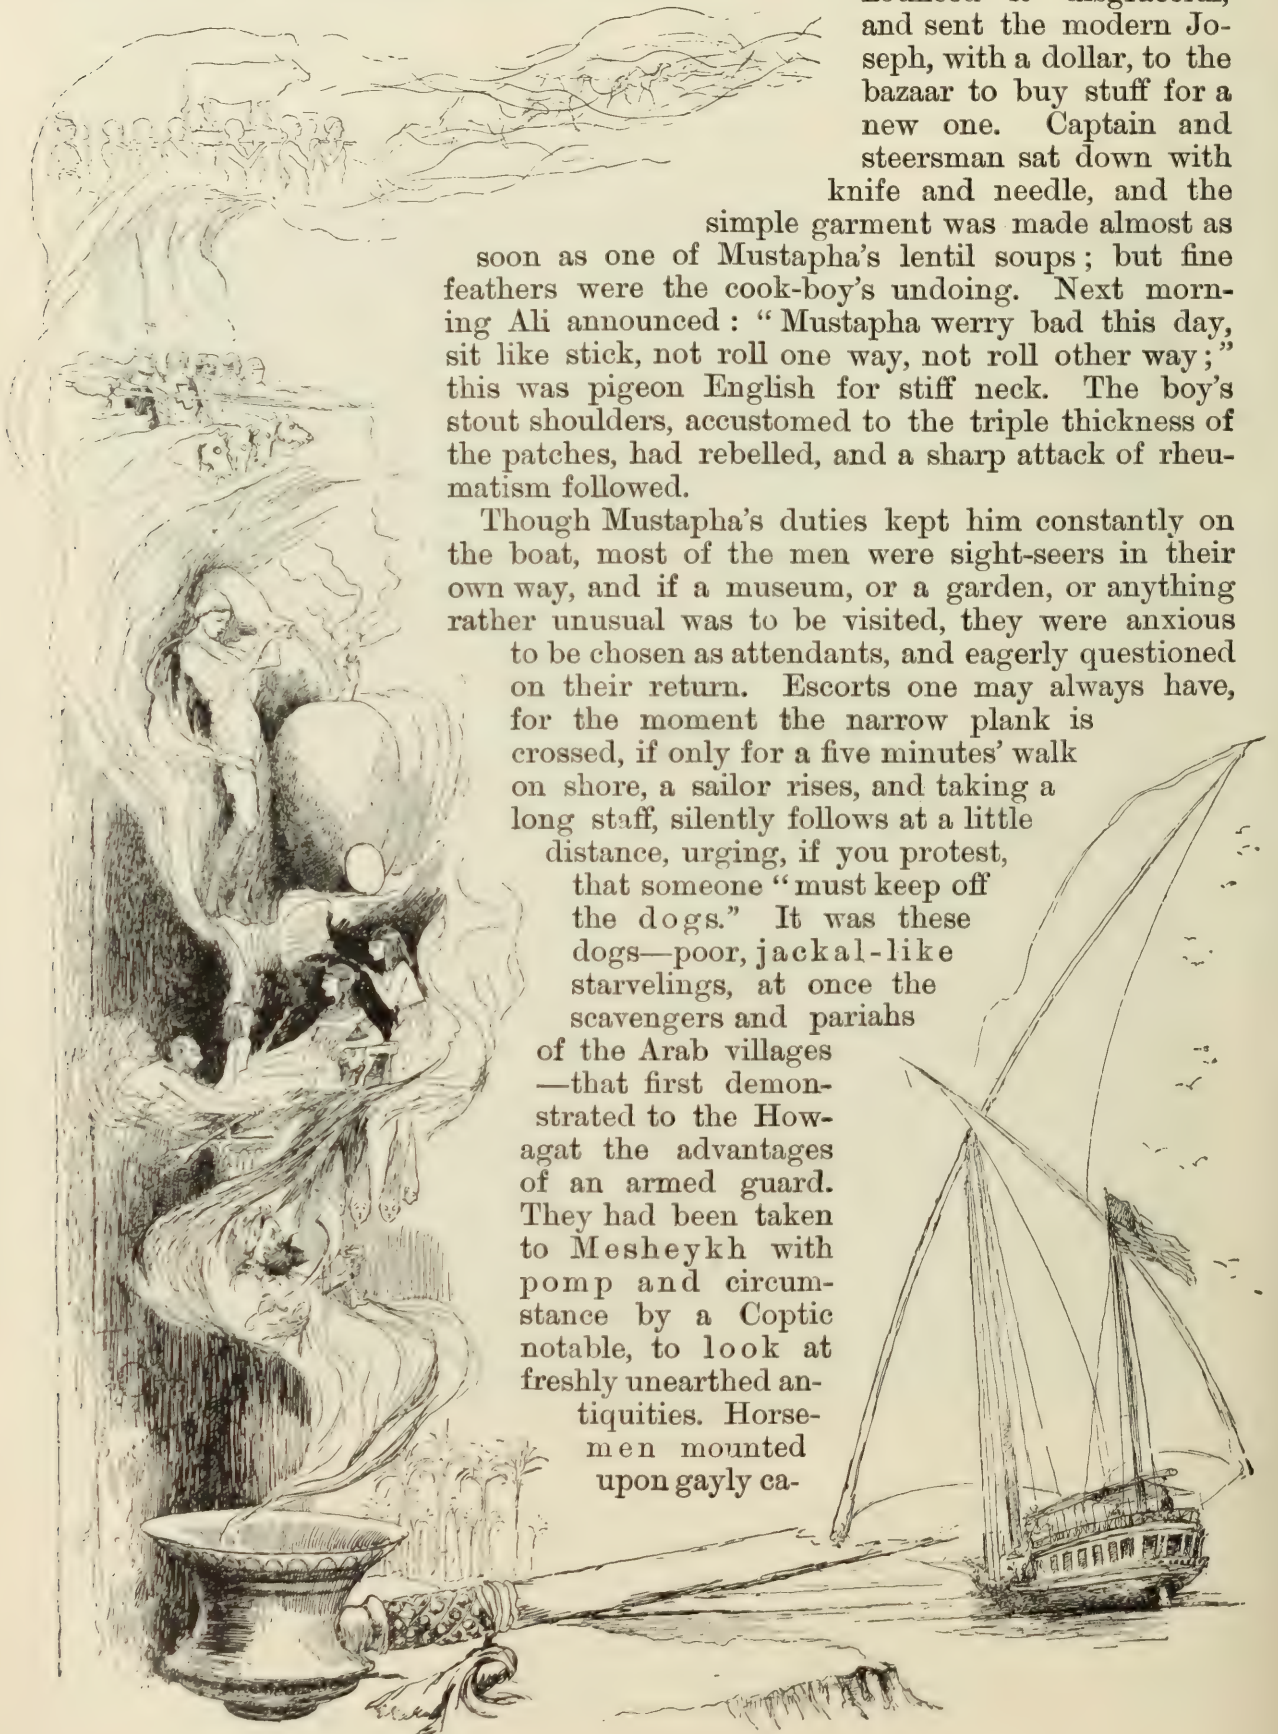 and sent the modern Jo-
seph, with a dollar, to the
bazaar to buy stuff for a
new one. Captain and
steersman sat down with
knife and needle, and the
simple garment was made almost as
soon as one of Mustapha's lentil soups; but fine
feathers were the cook-boy's undoing. Next morn-
ing Ali announced: "Mustapha werry bad this day,
sit like stick, not roll one way, not roll other way;"
this was pigeon English for stiff neck. The boy's
stout shoulders, accustomed to the triple thickness of
the patches, had rebelled, and a sharp attack of rheu-
matism followed.
Though Mustapha's duties kept him constantly on
the boat, most of the men were sight-seers in their
own way, and if a museum, or a garden, or anything
rather unusual was to be visited, they were anxious
to be chosen as attendants, and eagerly questioned
on their return. Escorts one may always have,
for the moment the narrow plank is
crossed, if only for a five minutes' walk
on shore, a sailor rises, and taking a
long staff, silently follows at a little
distance, urging, if you protest,
that someone "must keep off
the dogs." It was these
dogs—poor, jackal-like
starvelings, at once the
scavengers and pariahs
of the Arab villages
—that first demon-
strated to the How-
agat the advantages
of an armed guard.
They had been taken
to Mesheykh with
pomp and circum-
stance by a Coptic
notable, to look at
freshly unearthed an-
tiquities. Horse-
men mounted
upon gayly ca-